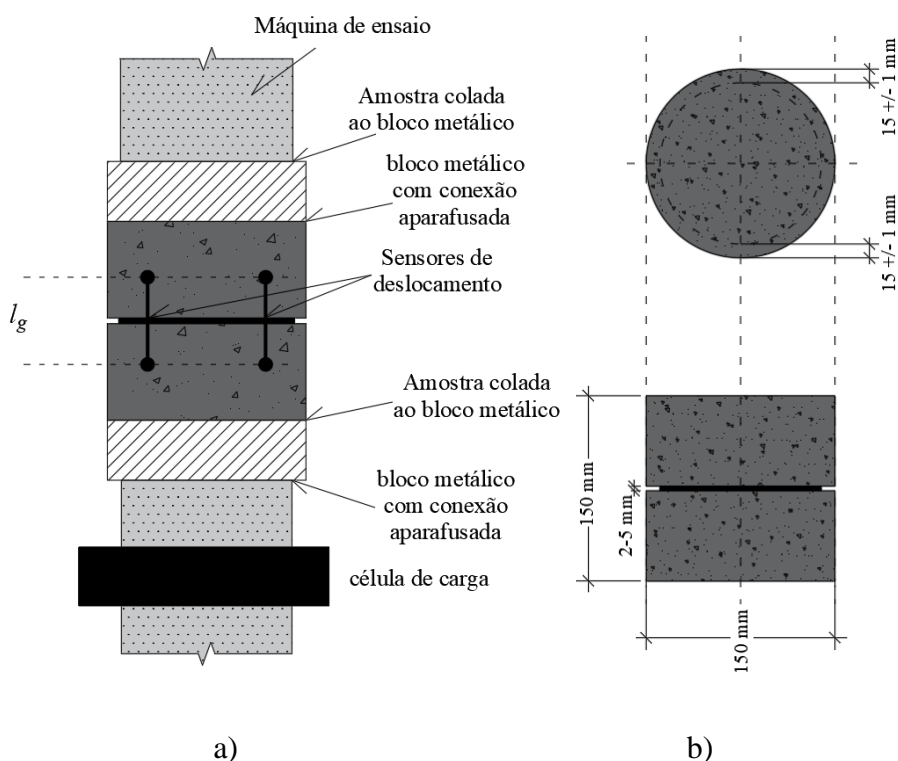 Máquina de ensaio
Amostra colada
ao bloco metálico
bloco metálico
com conexão
aparafusada
Sensores de
deslocamento
l_g
Amostra colada
ao bloco metálico
bloco metálico
com conexão
aparafusada
célula de carga
a)
15 +/- 1 mm
15 +/- 1 mm
150 mm
2-5 mm
150 mm
b)